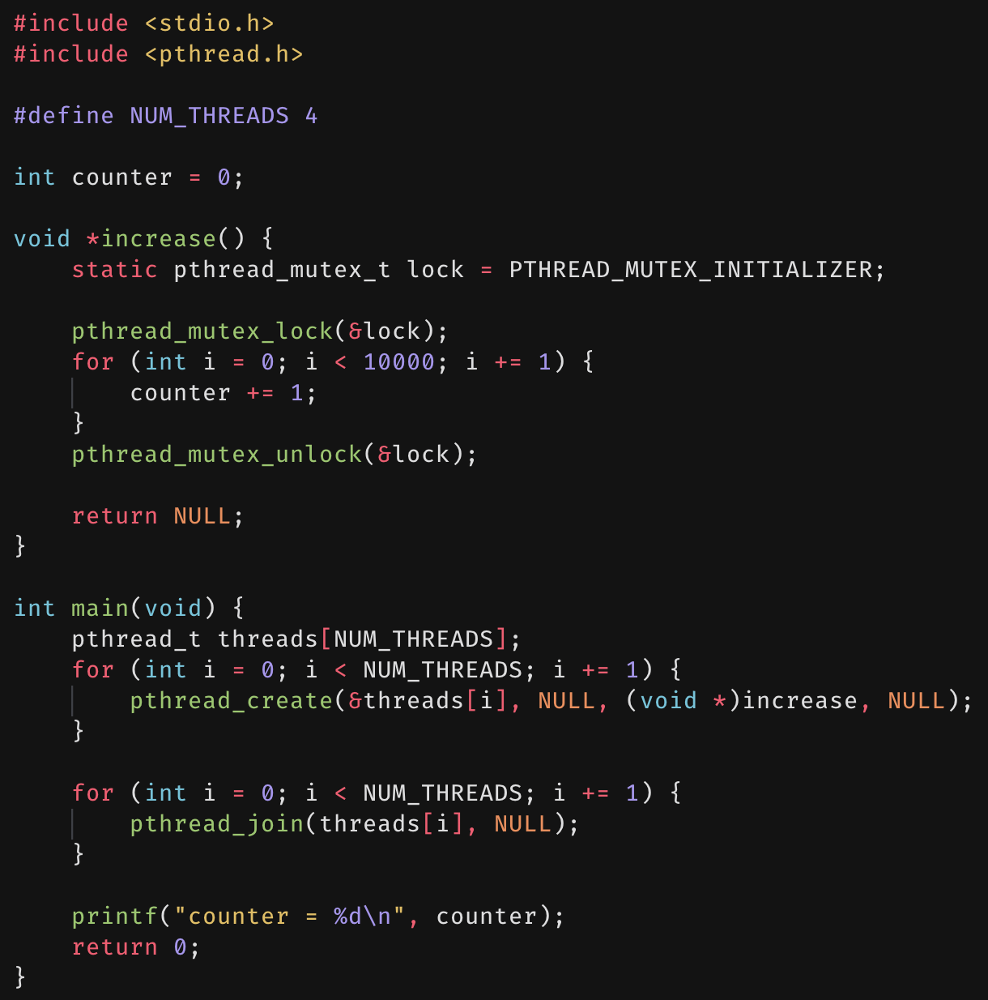 #include <stdio.h>
#include <pthread.h>

#define NUM_THREADS 4

int counter = 0;

void *increase() {
    static pthread_mutex_t lock = PTHREAD_MUTEX_INITIALIZER;

    pthread_mutex_lock(&lock);
    for (int i = 0; i < 10000; i += 1) {
        counter += 1;
    }
    pthread_mutex_unlock(&lock);

    return NULL;
}

int main(void) {
    pthread_t threads[NUM_THREADS];
    for (int i = 0; i < NUM_THREADS; i += 1) {
        pthread_create(&threads[i], NULL, (void *)increase, NULL);
    }

    for (int i = 0; i < NUM_THREADS; i += 1) {
        pthread_join(threads[i], NULL);
    }

    printf("counter = %d\n", counter);
    return 0;
}